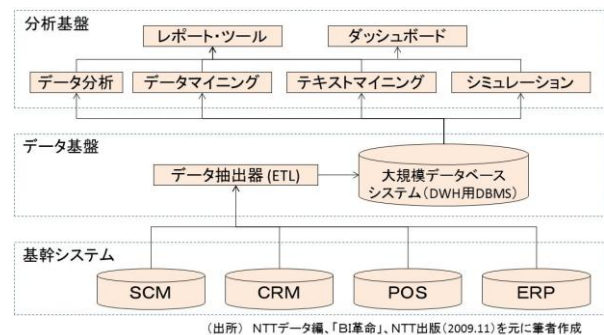 分析基盤
レポート・ツール
ダッシュボード
データ分析
データマイニング
テキストマイニング
シミュレーション
データ基盤
データ抽出器(ETL)
大規模データベース
システム(DWH用DBMS)
基幹システム
SCM
CRM
POS
ERP
(出所) NTTデータ編、「BI革命」、NTT出版(2009.11)を元に筆者作成